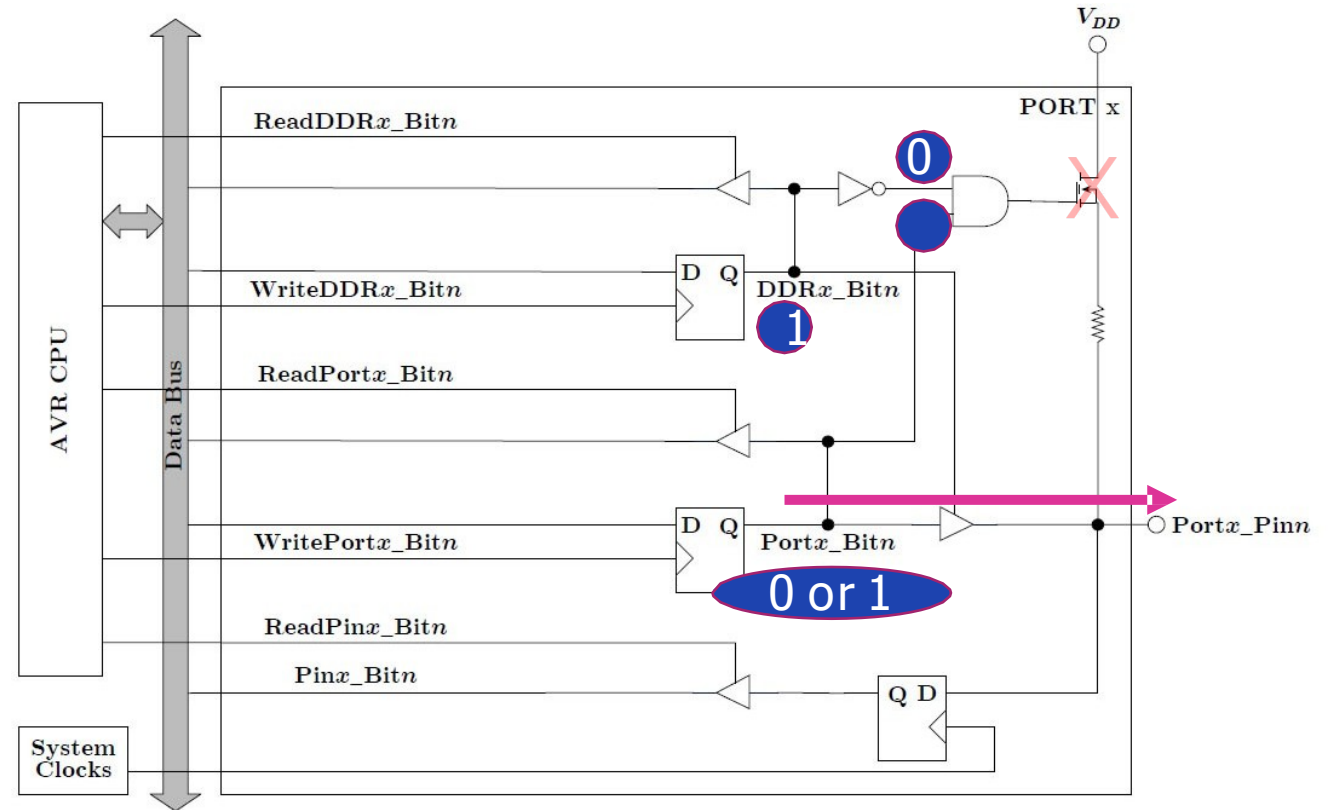 V_DD
PORT x
ReadDDRx_Bitn
0
X
D Q
DDRx_Bitn
WriteDDRx_Bitn
1
AVR CPU
Data Bus
ReadPortx_Bitn
D Q
Portx_Bitn
Portx_Pinn
WritePortx_Bitn
0 or 1
ReadPinx_Bitn
Pinx_Bitn
Q D
System
Clocks